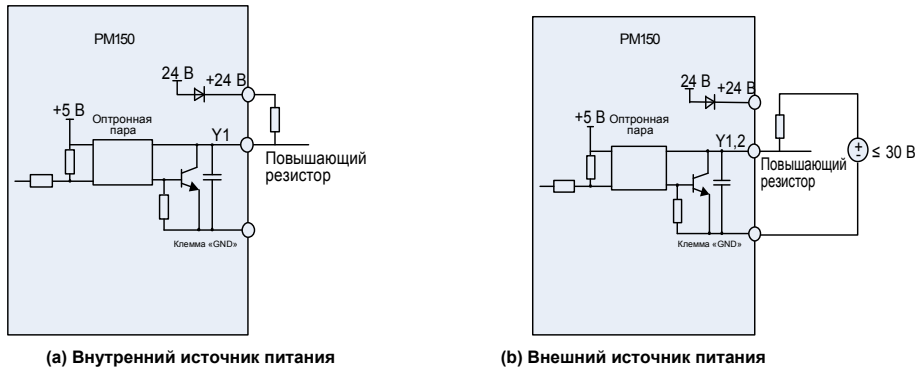 PM150
24 В
+24 В
+5 В
Оптронная
пара
Y1
Повышающий
резистор
Клемма «GND»
(a) Внутренний источник питания
PM150
24 В
+24 В
+5 В
Оптронная
пара
Y1,2
Повышающий
резистор
+
-
≤ 30 В
Клемма «GND»
(b) Внешний источник питания